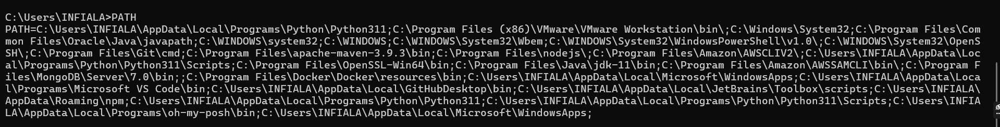 C:\Users\INFIALA>PATH
PATH=C:\Users\INFIALA\AppData\Local\Programs\Python\Python311;C:\Program Files (x86)\VMware\VMware Workstation\bin\;C:\Windows\System32;C:\Program Files\Com
mon Files\Oracle\Java\javapath;C:\WINDOWS\system32;C:\WINDOWS;C:\WINDOWS\System32\Wbem;C:\WINDOWS\System32\WindowsPowerShell\v1.0\;C:\WINDOWS\System32\OpenS
SH\;C:\Program Files\Git\cmd;C:\Program Files\apache-maven-3.9.3\bin;C:\Program Files\nodejs\;C:\Program Files\Amazon\AWSCLIV2\;C:\Users\INFIALA\AppData\Loc
al\Programs\Python\Python311\Scripts;C:\Program Files\OpenSSL-Win64\bin;C:\Program Files\Java\jdk-11\bin;C:\Program Files\Amazon\AWSSAMCLI\bin\;C:\Program F
iles\MongoDB\Server\7.0\bin;;C:\Program Files\Docker\Docker\resources\bin;C:\Users\INFIALA\AppData\Local\Microsoft\WindowsApps;C:\Users\INFIALA\AppData\Loca
l\Programs\Microsoft VS Code\bin;C:\Users\INFIALA\AppData\Local\GitHubDesktop\bin;C:\Users\INFIALA\AppData\Local\JetBrains\Toolbox\scripts;C:\Users\INFIALA\
AppData\Roaming\npm;C:\Users\INFIALA\AppData\Local\Programs\Python\Python311;C:\Users\INFIALA\AppData\Local\Programs\Python\Python311\Scripts;C:\Users\INFIA
LA\AppData\Local\Programs\oh-my-posh\bin;C:\Users\INFIALA\AppData\Local\Microsoft\WindowsApps;